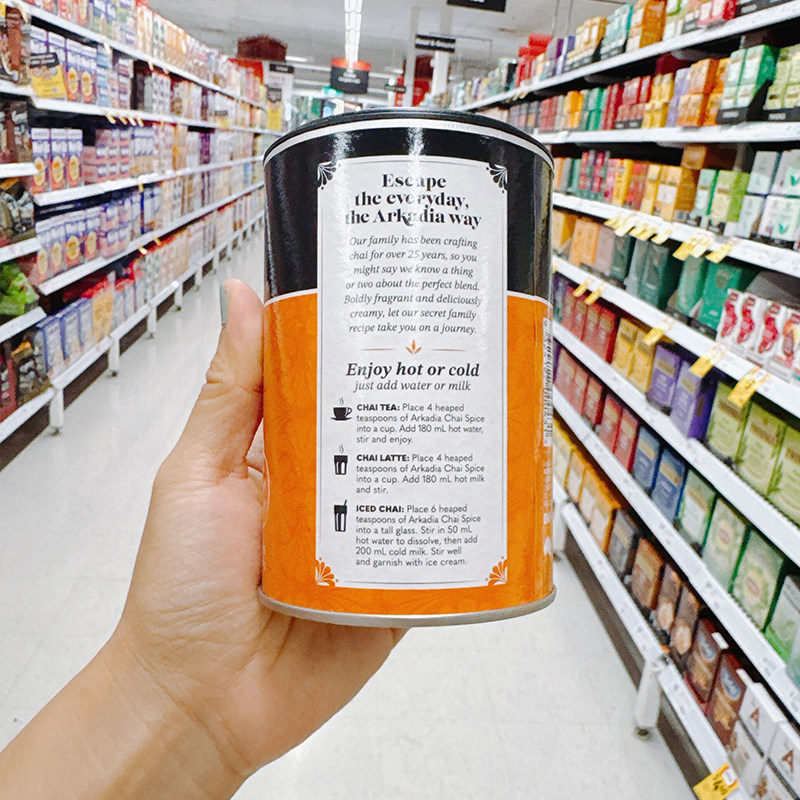 Escape
the everyday,
the Arkadia way
Our family has been crafting
chai for over 25 years, so you
might say we know a thing
or two about the perfect blend.
Boldly fragrant and deliciously
creamy, let our secret family
recipe take you on a journey.
Enjoy hot or cold
just add water or milk
CHAI TEA: Place 4 heaped
teaspoons of Arkadia Chai Spice
into a cup. Add 180 mL hot water,
stir and enjoy.
CHAI LATTE: Place 4 heaped
teaspoons of Arkadia Chai Spice
into a cup. Add 180 mL hot milk
and stir.
ICED CHAI: Place 6 heaped
teaspoons of Arkadia Chai Spice
into a tall glass. Stir in 50 mL
hot water to dissolve, then add
200 mL cold milk. Stir well
and garnish with ice cream.